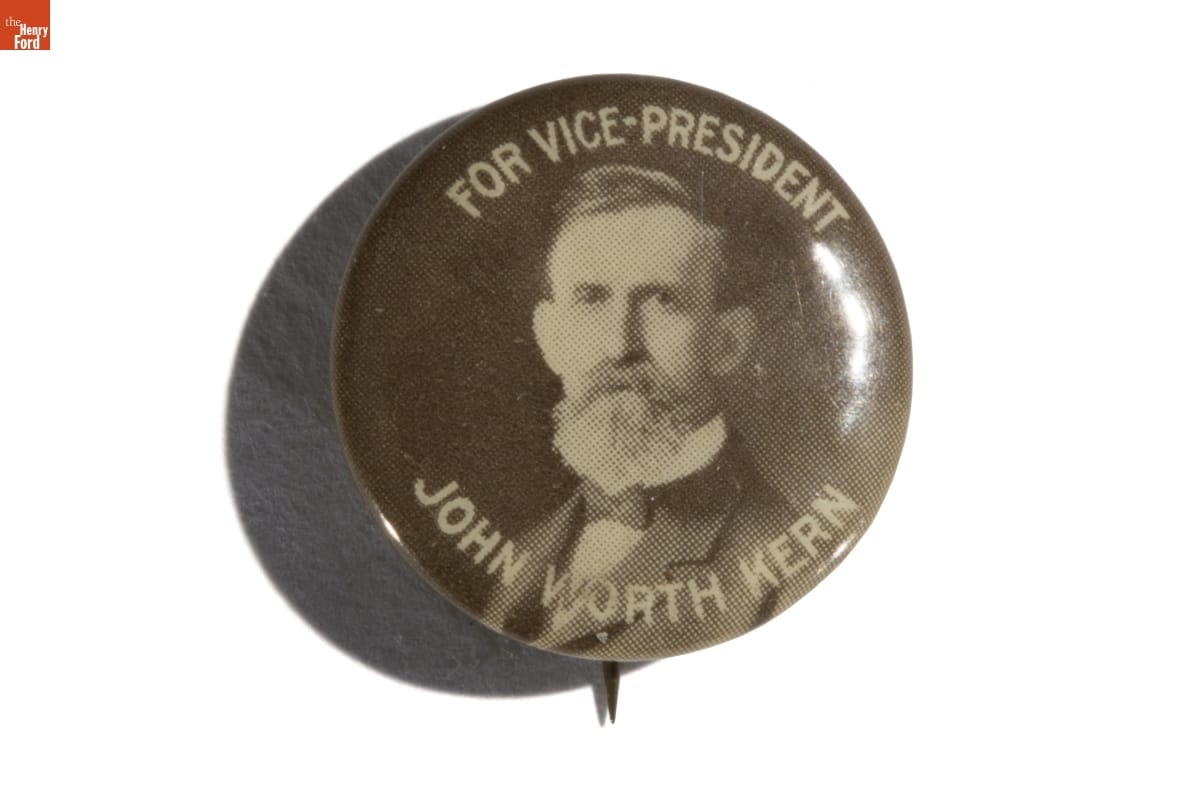 the
Henry
Ford
FOR VICE-PRESIDENT
JOHN WORTH KERN